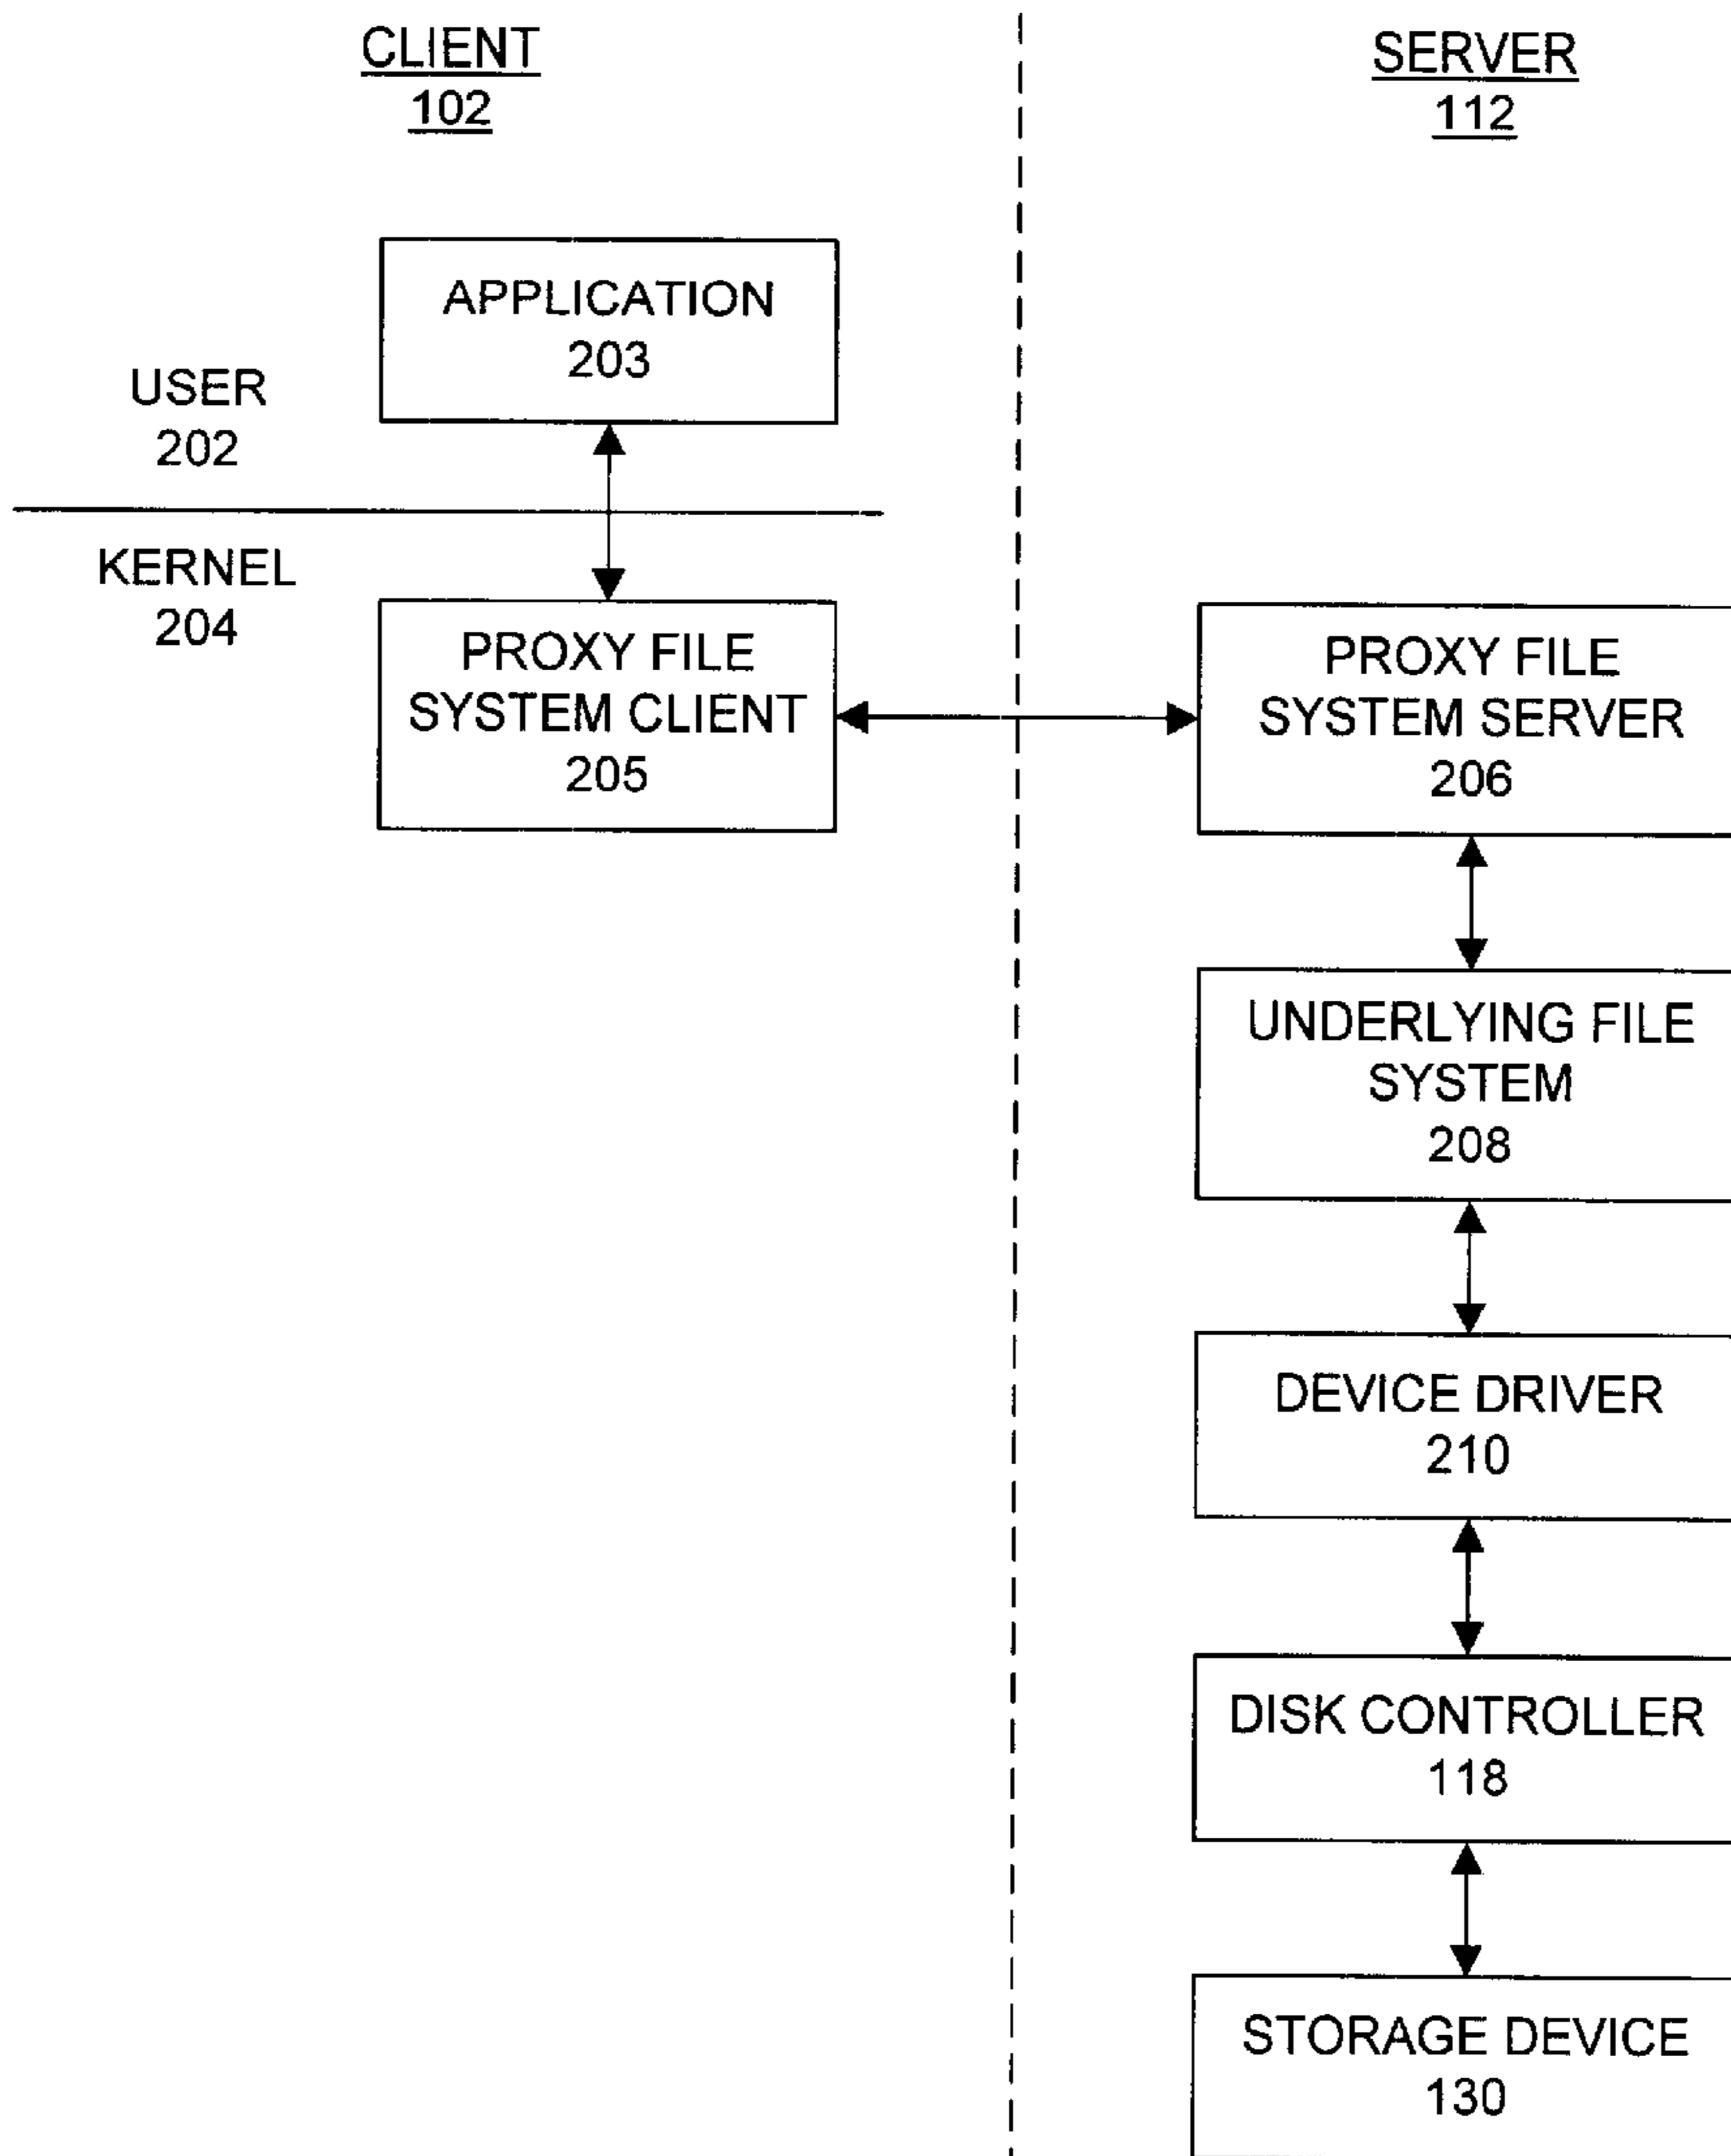 CLIENT
102
SERVER
112
APPLICATION
203
USER
202
KERNEL
204
PROXY FILE
SYSTEM CLIENT
205
PROXY FILE
SYSTEM SERVER
206
UNDERLYING FILE
SYSTEM
208
DEVICE DRIVER
210
DISK CONTROLLER
118
STORAGE DEVICE
130